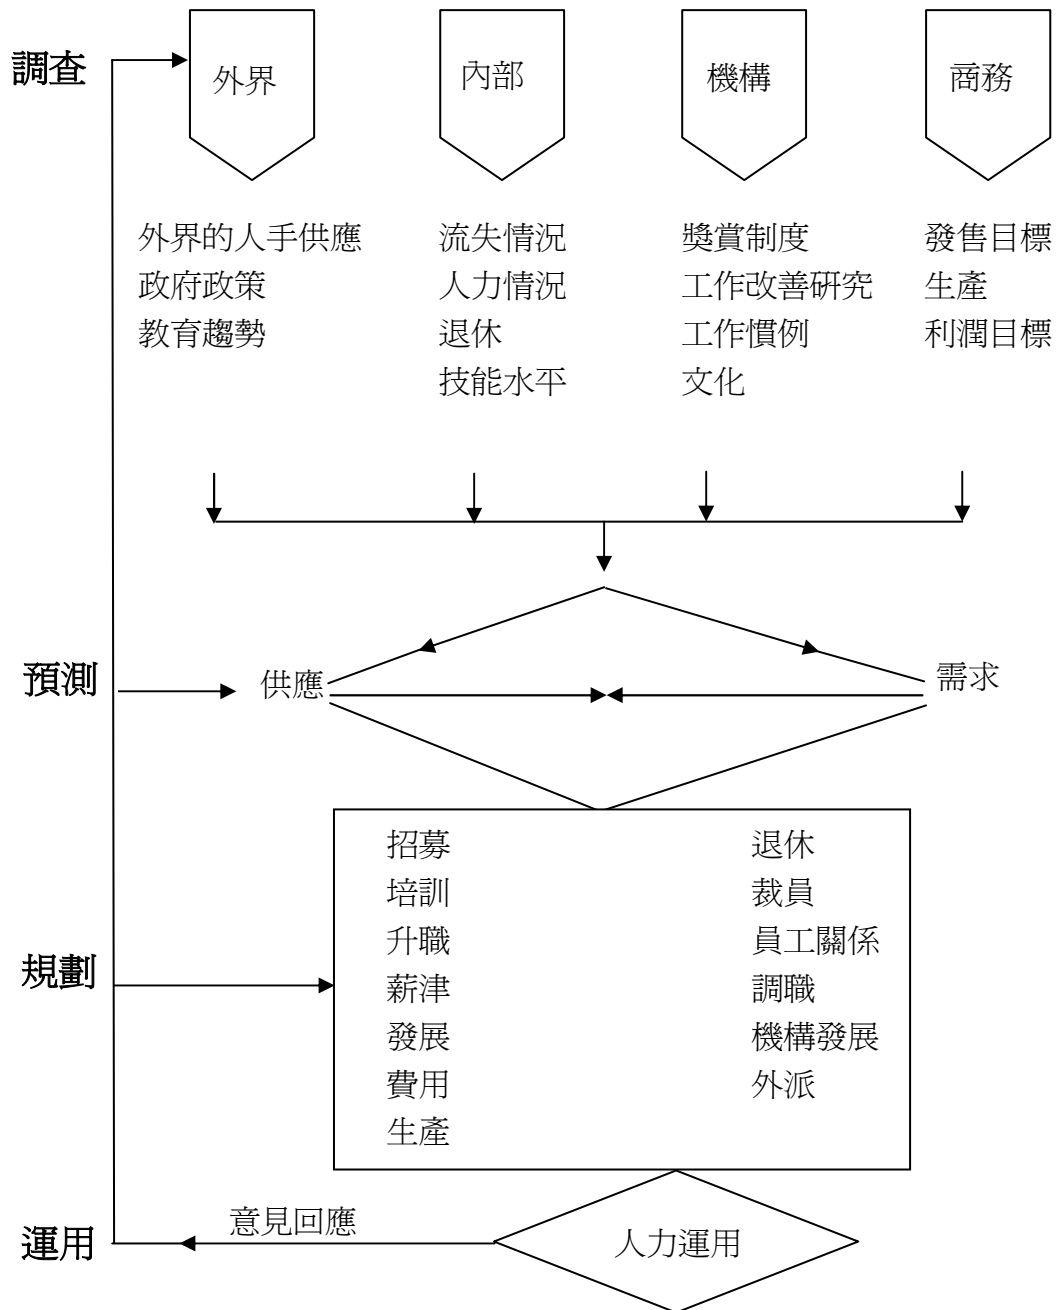 調查
外界
內部
機構
商務
外界的人手供應
政府政策
教育趨勢
流失情況
人力情況
退休
技能水平
獎賞制度
工作改善研究
工作慣例
文化
發售目標
生產
利潤目標
預測
供應
需求
規劃
招募
培訓
升職
薪津
發展
費用
生產
退休
裁員
員工關係
調職
機構發展
外派
運用
意見回應
人力運用